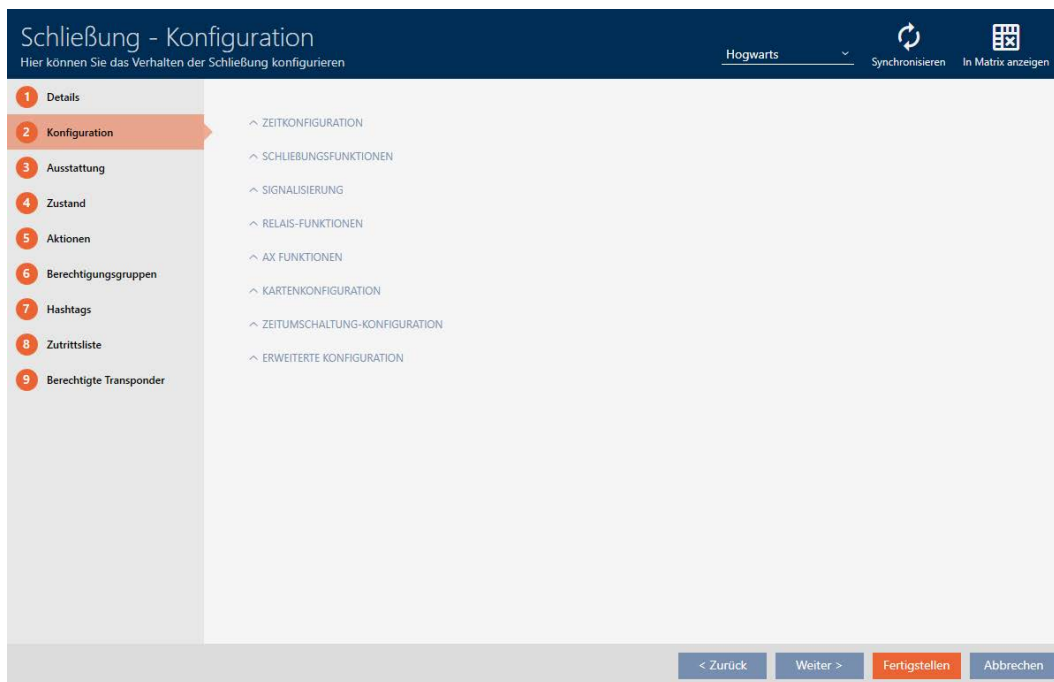 Schließung - Konfiguration
Hier können Sie das Verhalten der Schließung konfigurieren
Hogwarts
Synchronisieren
In Matrix anzeigen
1 Details
2 Konfiguration
3 Ausstattung
4 Zustand
5 Aktionen
6 Berechtigungsgruppen
7 Hashtags
8 Zutrittsliste
9 Berechtigte Transponder
ZEITKONFIGURATION
SCHLIEßUNGSFUNKTIONEN
SIGNALISIERUNG
RELAIS-FUNKTIONEN
AX FUNKTIONEN
KARTENKONFIGURATION
ZEITUMSCHALTUNG-KONFIGURATION
ERWEITERTE KONFIGURATION
< Zurück
Weiter >
Fertigstellen
Abbrechen